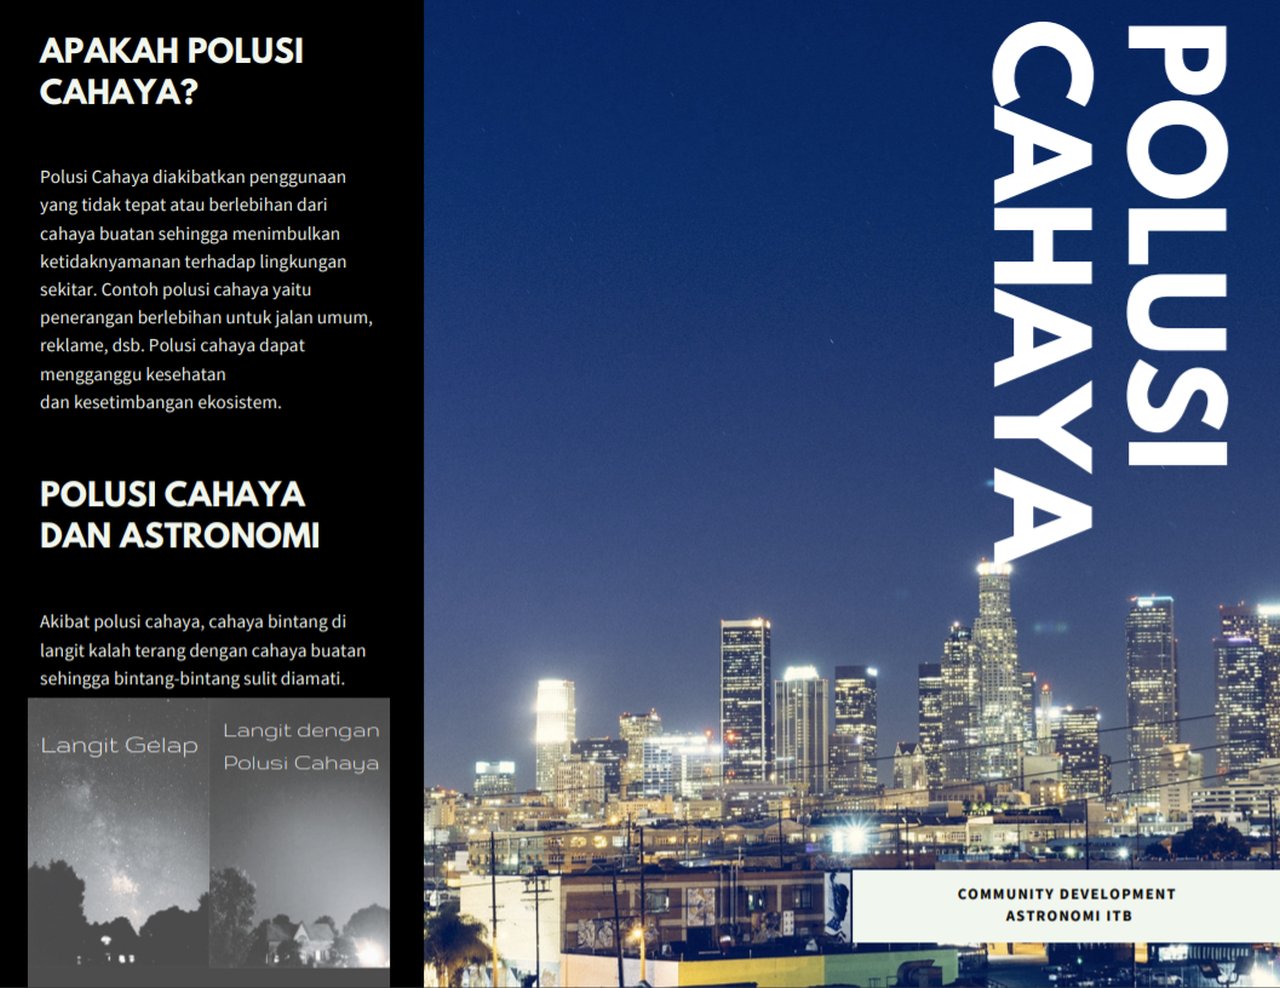 APAKAH POLUSI
CAHAYA?
Polusi Cahaya diakibatkan penggunaan
yang tidak tepat atau berlebihan dari
cahaya buatan sehingga menimbulkan
ketidaknyamanan terhadap lingkungan
sekitar. Contoh polusi cahaya yaitu
penerangan berlebihan untuk jalan umum,
reklame, dsb. Polusi cahaya dapat
mengganggu kesehatan
dan kesetimbangan ekosistem.
POLUSI CAHAYA
DAN ASTRONOMI
Akibat polusi cahaya, cahaya bintang di
langit kalah terang dengan cahaya buatan
sehingga bintang-bintang sulit diamati.
Langit Gelap
Langit dengan
Polusi Cahaya
POLUSI
CAHAYA
COMMUNITY DEVELOPMENT
ASTRONOMI ITB